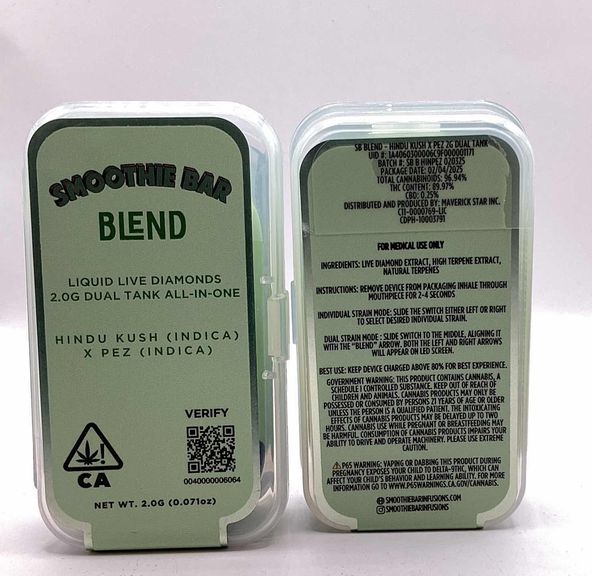 SMOOTHIE BAR
BLEND
LIQUID LIVE DIAMONDS
2.0G DUAL TANK ALL-IN-ONE
HINDU KUSH (INDICA)
X PEZ (INDICA)
VERIFY
0040000006064
CA
NET WT. 2.0G (0.071oz)
SB BLEND - HINDU KUSH X PEZ 2G DUAL TANK
UID #:
BATCH #: SB B HINPEZ 020325
PACKAGE DATE: 02/04/2025
TOTAL CANNABINOIDS: 96.94%
THC CONTENT: 89.97%
CBD: 0.25%
DISTRIBUTED AND PRODUCED BY: MAVERICK STAR INC.
C11-0000769-LIC
CDPH-10003791
FOR MEDICAL USE ONLY
INGREDIENTS: LIVE DIAMOND EXTRACT, HIGH TERPENE EXTRACT,
NATURAL TERPENES
INSTRUCTIONS: REMOVE DEVICE FROM PACKAGING INHALE THROUGH
MOUTHPIECE FOR 2-4 SECONDS
INDIVIDUAL STRAIN MODE: SLIDE THE SWITCH EITHER LEFT OR RIGHT
TO SELECT DESIRED INDIVIDUAL STRAIN.
DUAL STRAIN MODE: SLIDE SWITCH TO THE MIDDLE, ALIGNING IT
WITH THE "BLEND" ARROW. BOTH THE LEFT AND RIGHT ARROWS
WILL APPEAR ON LED SCREEN.
BEST USE: KEEP DEVICE CHARGED ABOVE 80% FOR BEST EXPERIENCE.
GOVERNMENT WARNING: THIS PRODUCT CONTAINS CANNABIS, A
SCHEDULE I CONTROLLED SUBSTANCE. KEEP OUT OF REACH OF
CHILDREN AND ANIMALS. CANNABIS PRODUCTS MAY ONLY BE
POSSESSED OR CONSUMED BY PERSONS 21 YEARS OF AGE OR OLDER
UNLESS THE PERSON IS A QUALIFIED PATIENT. THE INTOXICATING
EFFECTS OF CANNABIS PRODUCTS MAY BE DELAYED UP TO TWO
HOURS. CANNABIS USE WHILE PREGNANT OR BREASTFEEDING MAY
BE HARMFUL. CONSUMPTION OF CANNABIS PRODUCTS IMPAIRS YOUR
ABILITY TO DRIVE AND OPERATE MACHINERY. PLEASE USE EXTREME
CAUTION.
P65 WARNING: VAPING OR DABBING THIS PRODUCT DURING
PREGNANCY EXPOSES YOUR CHILD TO DELTA-9THC, WHICH CAN
AFFECT YOUR CHILD'S BEHAVIOR AND LEARNING ABILITY. FOR MORE
INFORMATION GO TO WWW.P65WARNINGS.CA.GOV/CANNABIS.
SMOOTHIEBARINFUSIONS.COM
@SMOOTHIEBARINFUSIONS